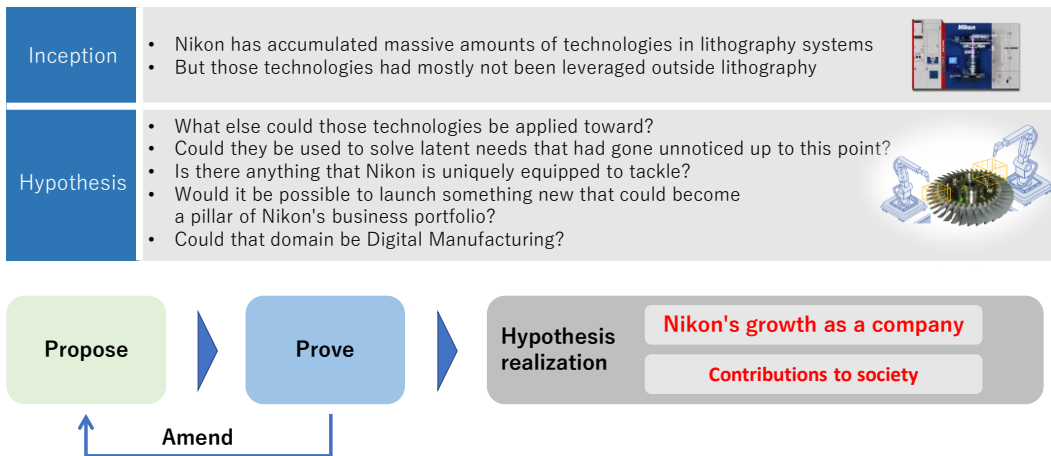 Inception
• Nikon has accumulated massive amounts of technologies in lithography systems
• But those technologies had mostly not been leveraged outside lithography
Nikon
Hypothesis
• What else could those technologies be applied toward?
• Could they be used to solve latent needs that had gone unnoticed up to this point?
• Is there anything that Nikon is uniquely equipped to tackle?
• Would it be possible to launch something new that could become
a pillar of Nikon's business portfolio?
• Could that domain be Digital Manufacturing?
Propose
Prove
Hypothesis
realization
Nikon's growth as a company
Contributions to society
Amend